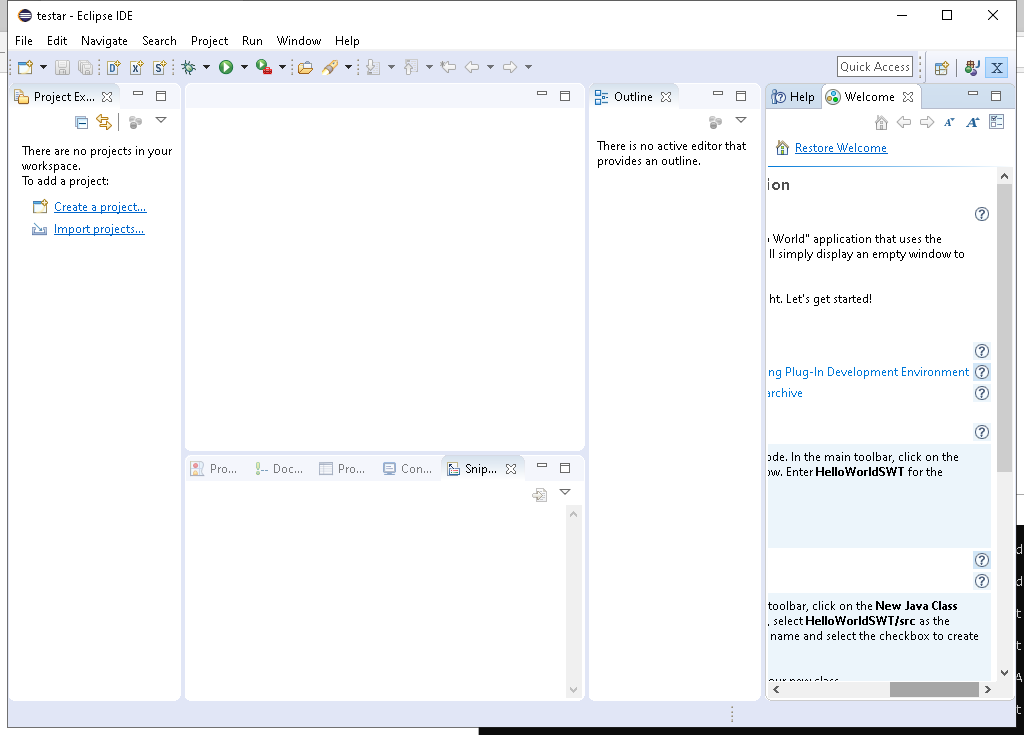 testar - Eclipse IDE
File Edit Navigate Search Project Run Window Help
Quick Access
Project Ex...
There are no projects in your
workspace.
To add a project:
Create a project...
Import projects...
Outline
There is no active editor that
provides an outline.
Help
Welcome
Restore Welcome
ion
World" application that uses the
ll simply display an empty window to
ht. Let's get started!
ng Plug-In Development Environment
archive
ode. In the main toolbar, click on the
ow. Enter HelloWorldSWT for the
toolbar, click on the New Java Class
, select HelloWorldSWT/src as the
name and select the checkbox to create
Pro...
Doc...
Pro...
Con...
Snip...